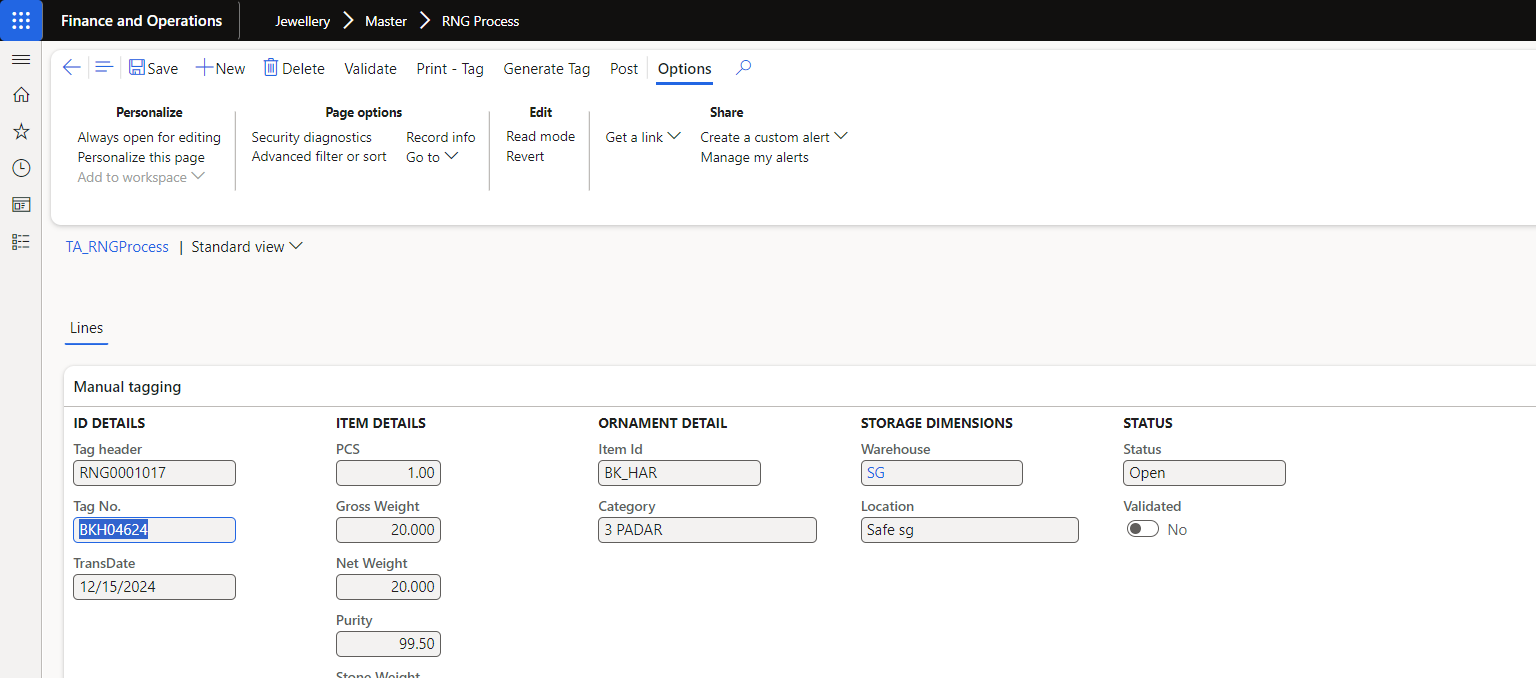 Finance and Operations
Jewellery > Master > RNG Process
Save New Delete Validate Print - Tag Generate Tag Post Options
Personalize
Always open for editing
Personalize this page
Add to workspace
Page options
Security diagnostics
Advanced filter or sort
Record info
Go to
Edit
Read mode
Revert
Share
Get a link
Create a custom alert
Manage my alerts
TA_RNGProcess | Standard view
Lines
Manual tagging
ID DETAILS
Tag header
RNG0001017
Tag No.
BKH04624
TransDate
12/15/2024
ITEM DETAILS
PCS
1.00
Gross Weight
20.000
Net Weight
20.000
Purity
99.50
Stone Weight
ORNAMENT DETAIL
Item Id
BK_HAR
Category
3 PADAR
STORAGE DIMENSIONS
Warehouse
SG
Location
Safe sg
STATUS
Status
Open
Validated
No